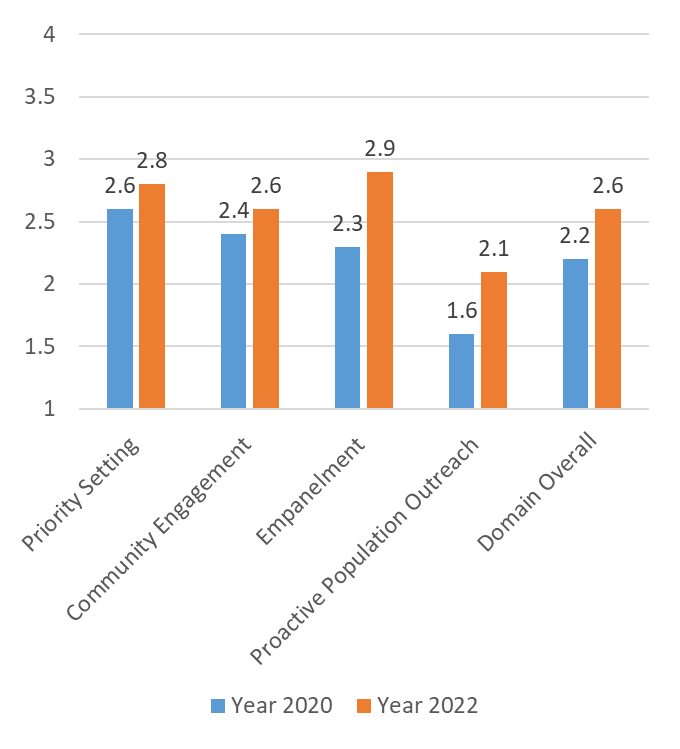 4
3.5
3
2.5
2
1.5
1
2.6
2.8
2.4
2.6
2.3
2.9
1.6
2.1
2.2
2.6
Priority Setting
Community Engagement
Empanelment
Proactive Population Outreach
Domain Overall
Year 2020
Year 2022